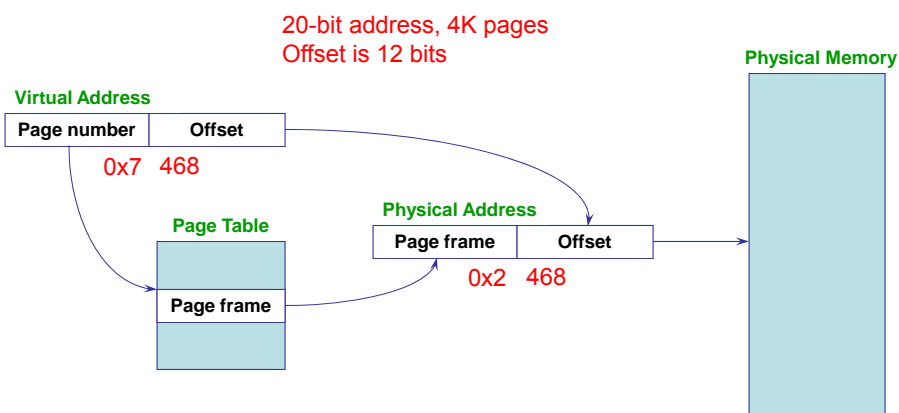 20-bit address, 4K pages
Offset is 12 bits
Physical Memory
Virtual Address
Page number Offset
0x7 468
Physical Address
Page Table
Page frame Offset
0x2 468
Page frame